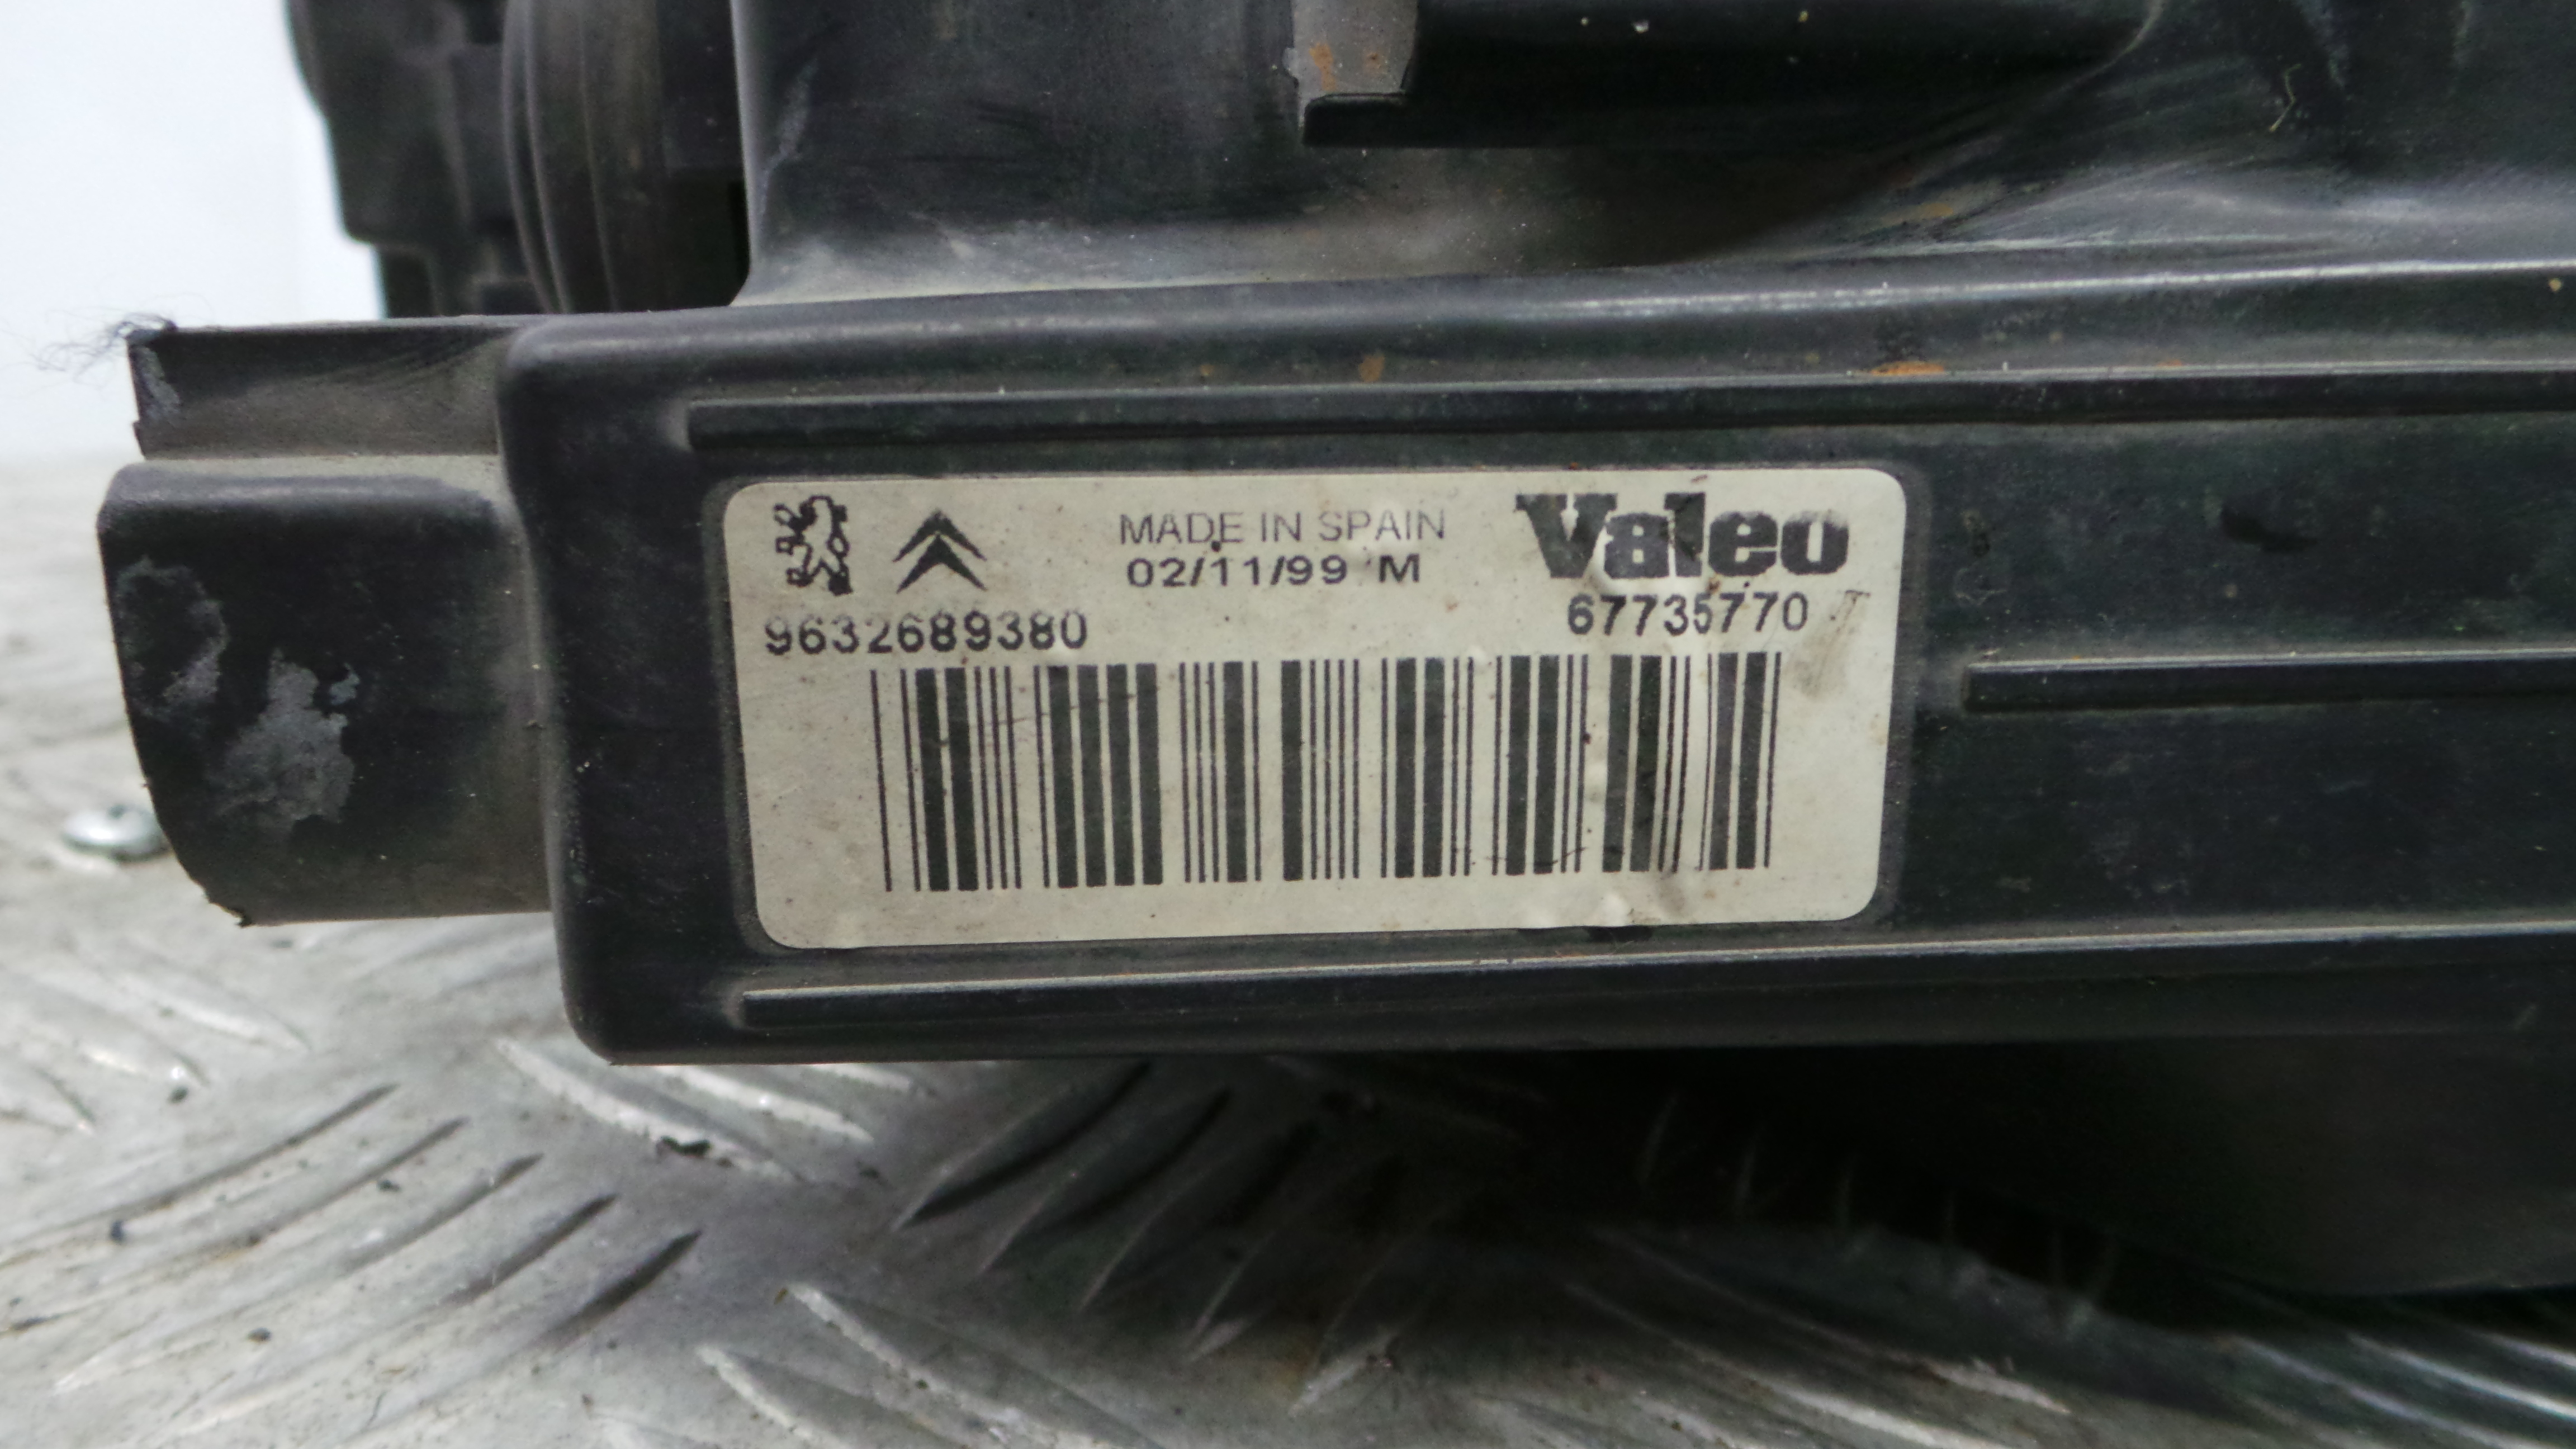 MADE IN SPAIN
Valeo
02/11/99 M
9632689380
67735770